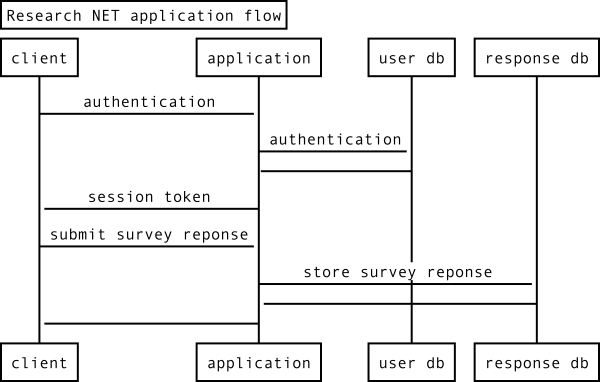 Research NET application flow
client application user db response db
authentication
authentication
session token
submit survey reponse
store survey reponse
client application user db response db